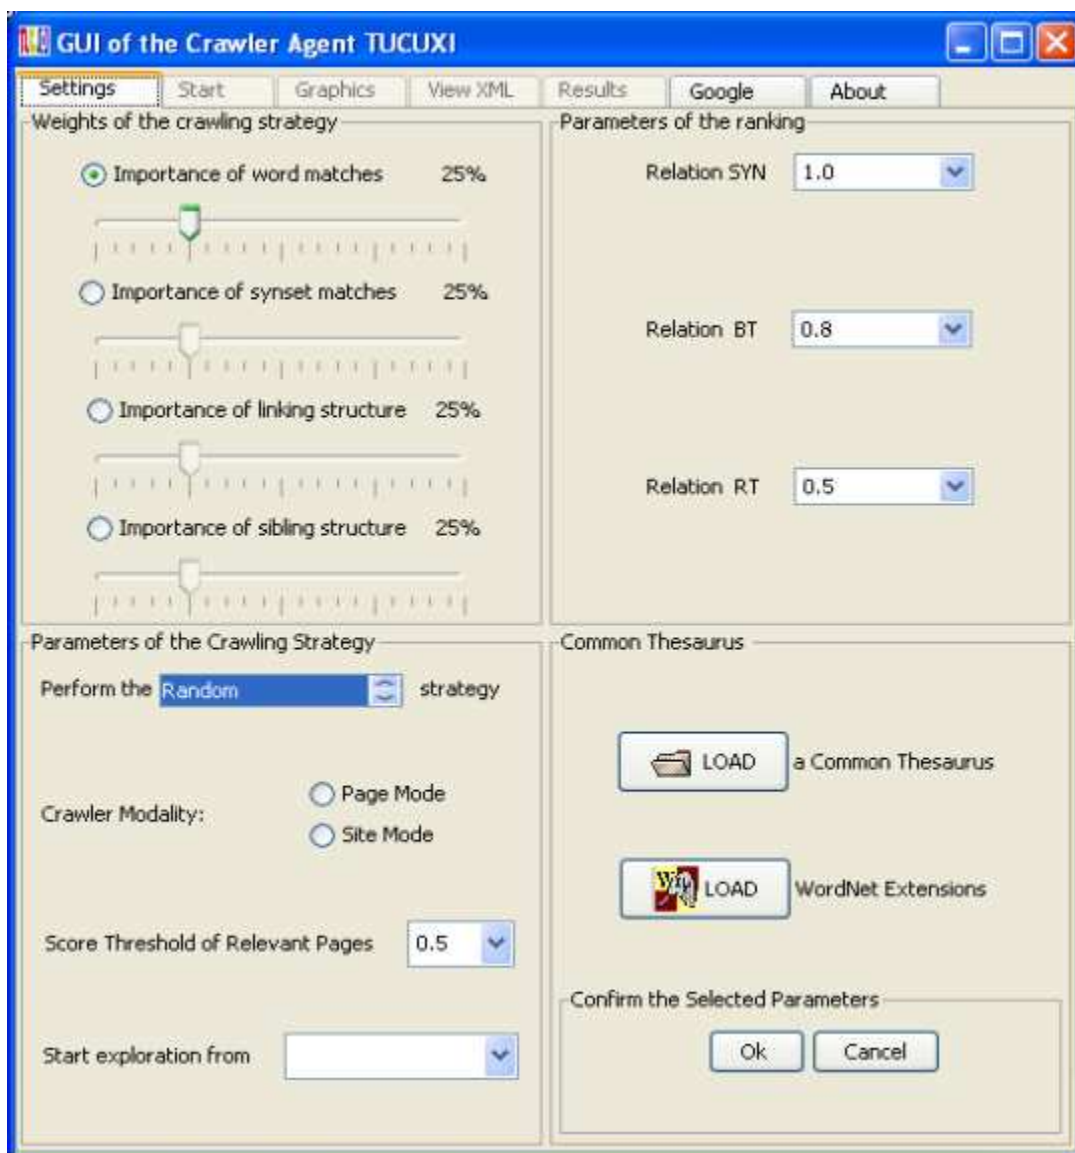 GUI of the Crawler Agent TUCUXI
Settings Start Graphics View XML Results Google About
Weights of the crawling strategy
Importance of word matches 25%
Importance of synset matches 25%
Importance of linking structure 25%
Importance of sibling structure 25%
Parameters of the ranking
Relation SYN 1.0
Relation BT 0.8
Relation RT 0.5
Parameters of the Crawling Strategy
Perform the Random strategy
Crawler Modality:
Page Mode
Site Mode
Score Threshold of Relevant Pages 0.5
Start exploration from
Common Thesaurus
LOAD a Common Thesaurus
LOAD WordNet Extensions
Confirm the Selected Parameters
Ok Cancel